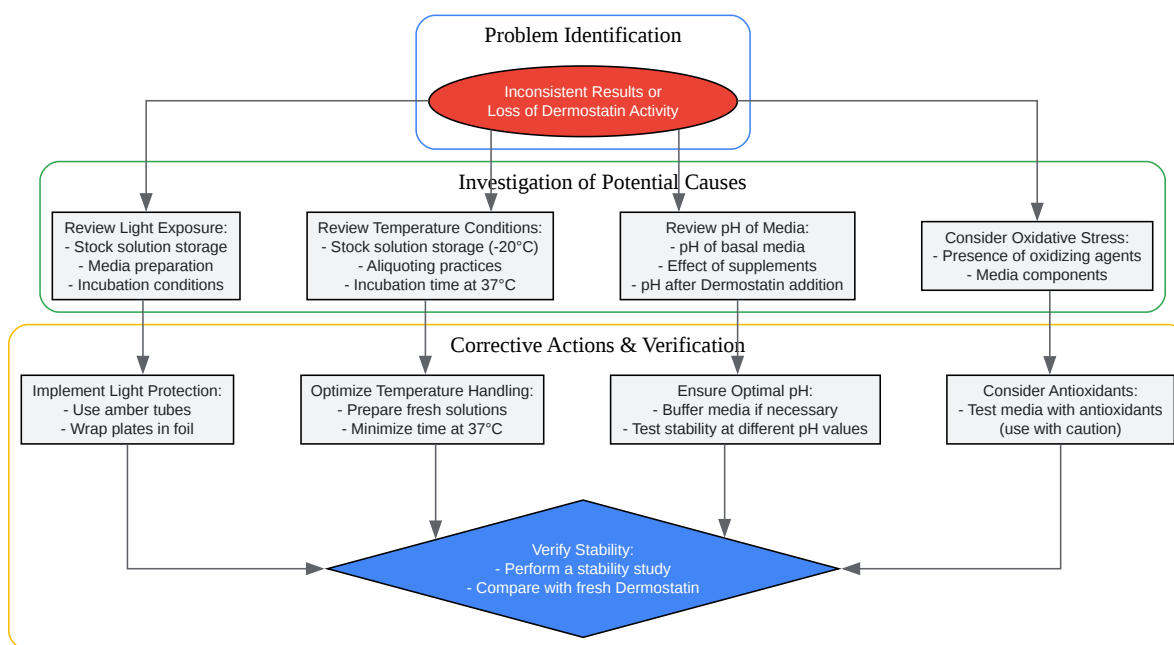 Problem Identification
Inconsistent Results or
Loss of Dermostatin Activity
Investigation of Potential Causes
Review Light Exposure:
- Stock solution storage
- Media preparation
- Incubation conditions
Review Temperature Conditions:
- Stock solution storage (-20°C)
- Aliquoting practices
- Incubation time at 37°C
Review pH of Media:
- pH of basal media
- Effect of supplements
- pH after Dermostatin addition
Consider Oxidative Stress:
- Presence of oxidizing agents
- Media components
Corrective Actions & Verification
Implement Light Protection:
- Use amber tubes
- Wrap plates in foil
Optimize Temperature Handling:
- Prepare fresh solutions
- Minimize time at 37°C
Ensure Optimal pH:
- Buffer media if necessary
- Test stability at different pH values
Consider Antioxidants:
- Test media with antioxidants
(use with caution)
Verify Stability:
- Perform a stability study
- Compare with fresh Dermostatin